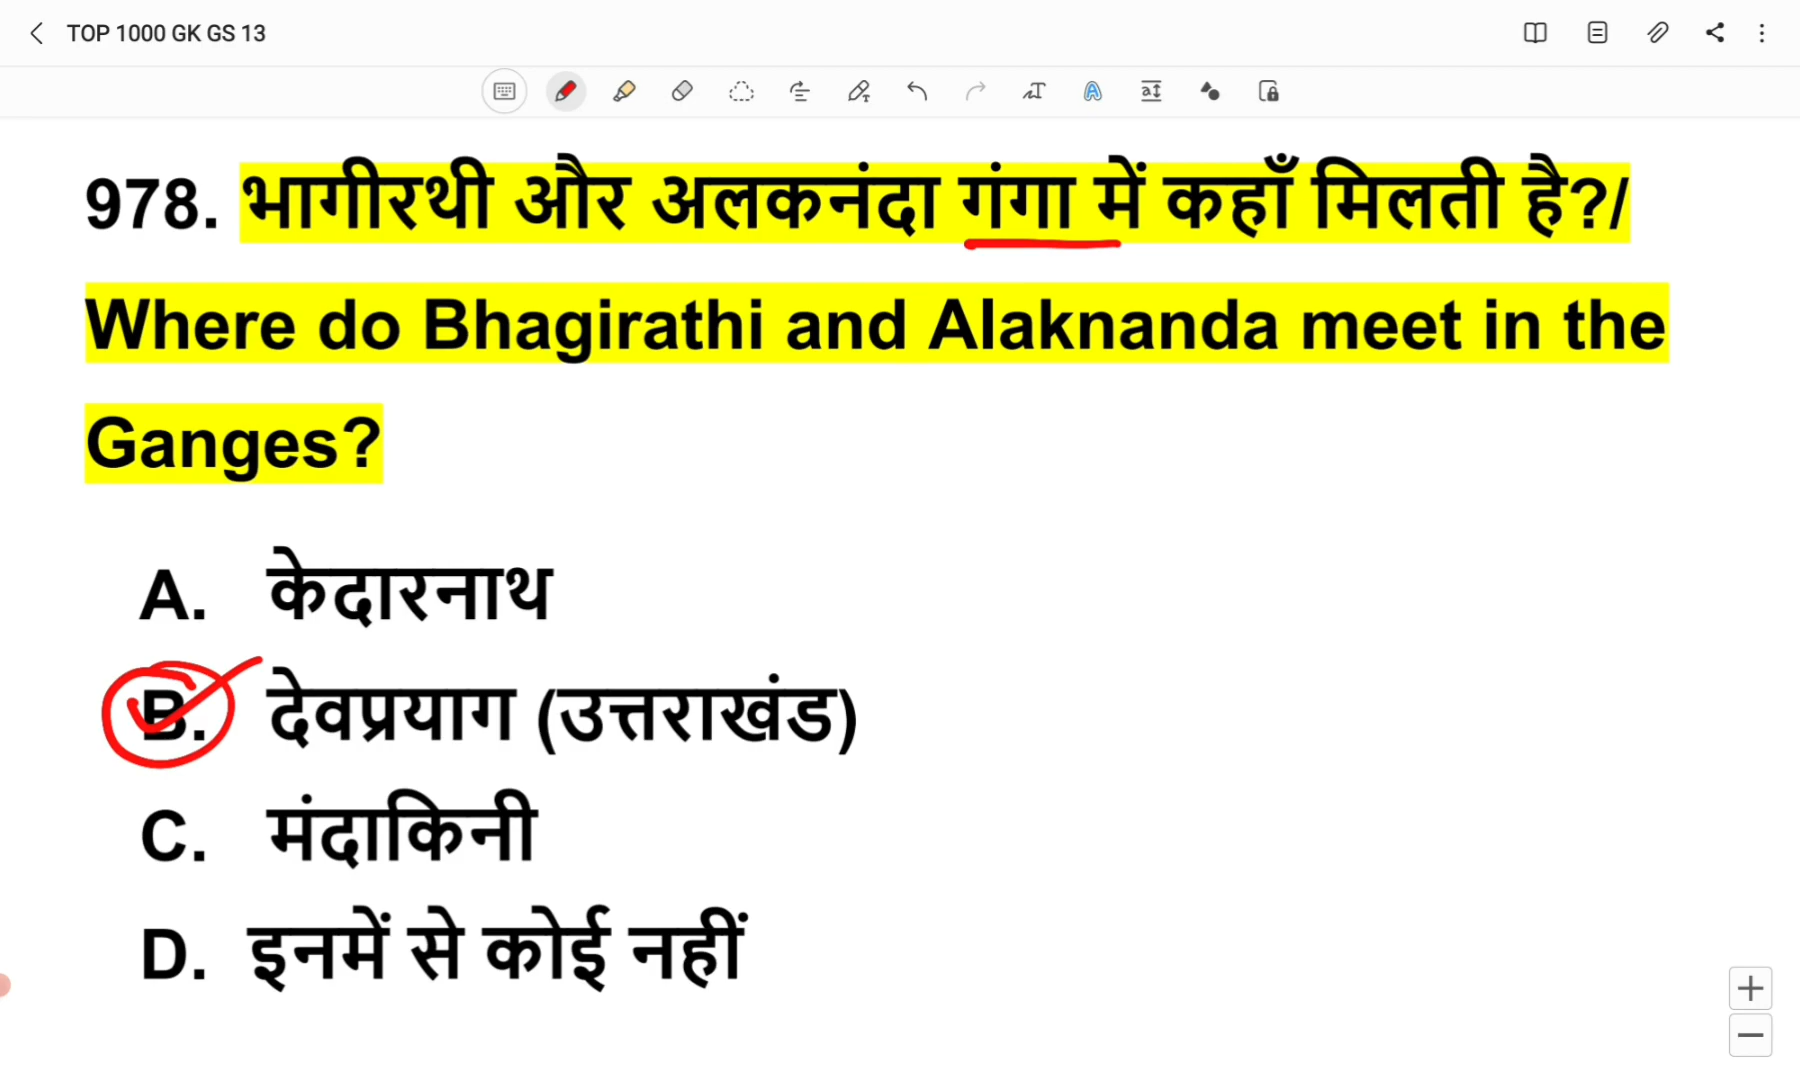 TOP 1000 GK GS 13
978. भागीरथी और अलकनंदा गंगा में कहाँ मिलती है?/
Where do Bhagirathi and Alaknanda meet in the
Ganges?
A. केदारनाथ
B. देवप्रयाग (उत्तराखंड)
C. मंदाकिनी
D. इनमें से कोई नहीं